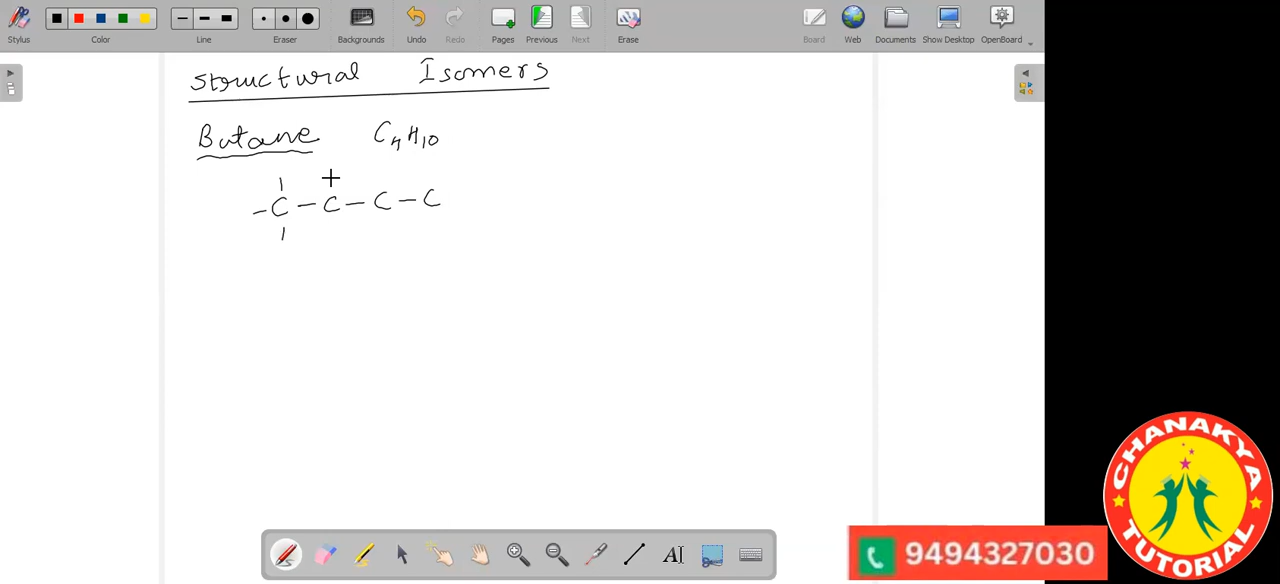 Stylus Color Line Eraser Backgrounds Undo Redo Pages Previous Next Erase Board Web Documents Show Desktop OpenBoard
Structural Isomers
Butane C4H10
-C-C-C-C
CHANAKYA
TUTORIAL
9494327030